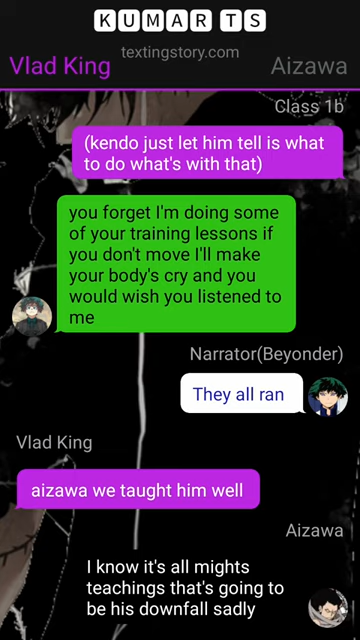 KUMAR TS
textingstory.com
Vlad King
Aizawa
Class 1b
(kendo just let him tell is what
to do what's with that)
you forget I'm doing some
of your training lessons if
you don't move I'll make
your body's cry and you
would wish you listened to
me
Narrator(Beyonder)
They all ran
Vlad King
aizawa we taught him well
Aizawa
I know it's all mights
teachings that's going to
be his downfall sadly